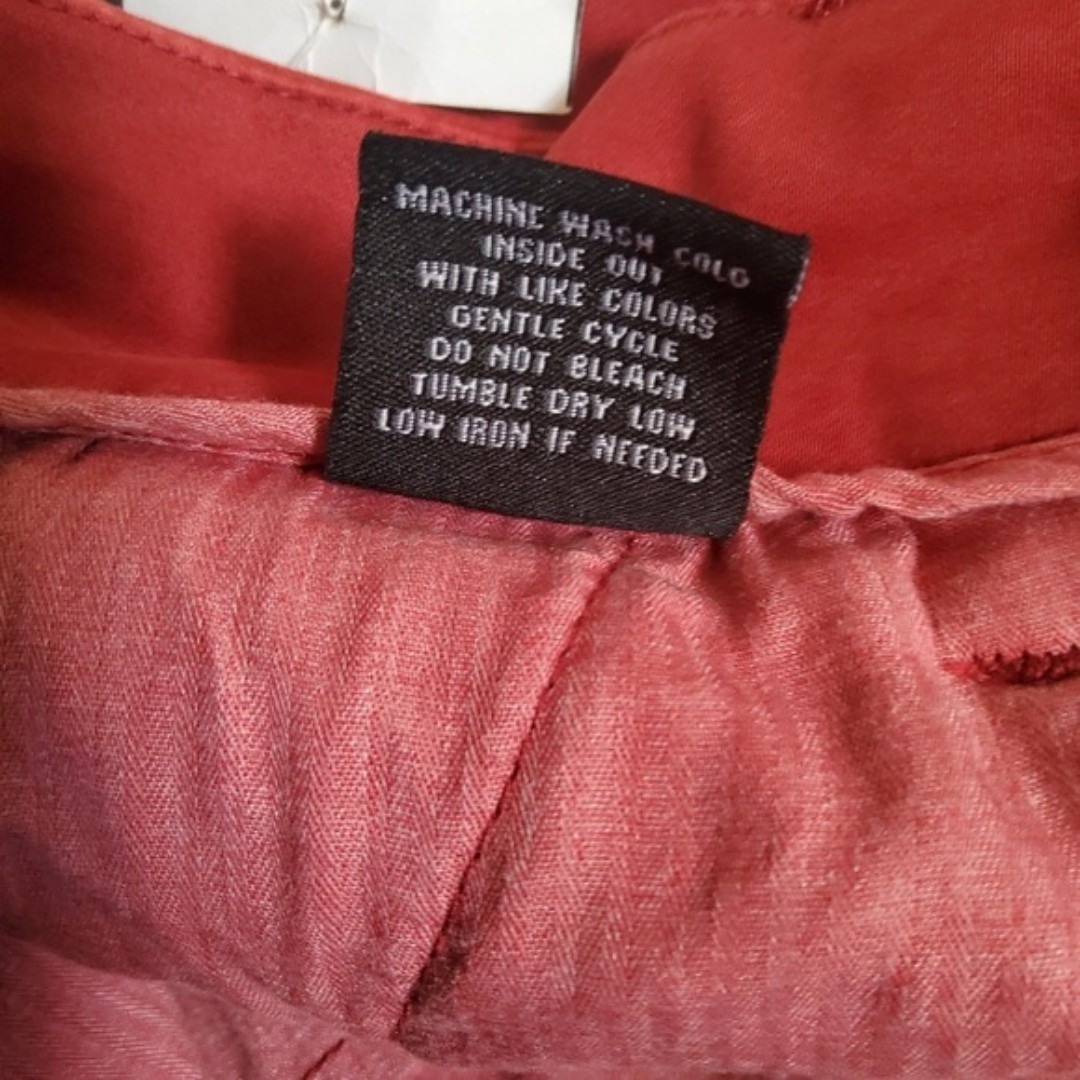 MACHINE WASH COLD
INSIDE OUT
WITH LIKE COLORS
GENTLE CYCLE
DO NOT BLEACH
TUMBLE DRY LOW
LOW IRON IF NEEDED